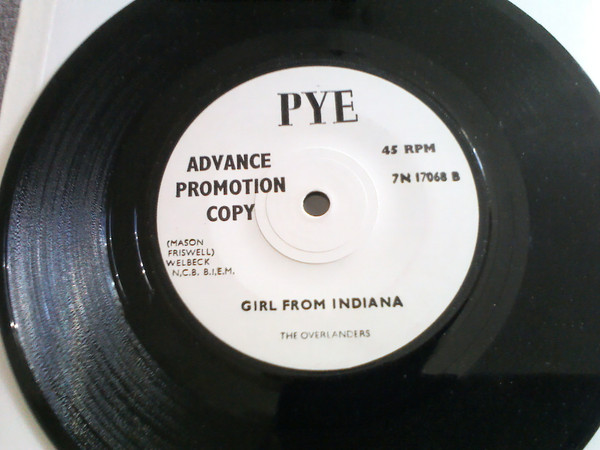 PYE
ADVANCE
PROMOTION
COPY
45 RPM
7N 17068 B
(MASON
FRISWELL)
WELBECK
N.C.B. B.I.E.M.
GIRL FROM INDIANA
THE OVERLANDERS